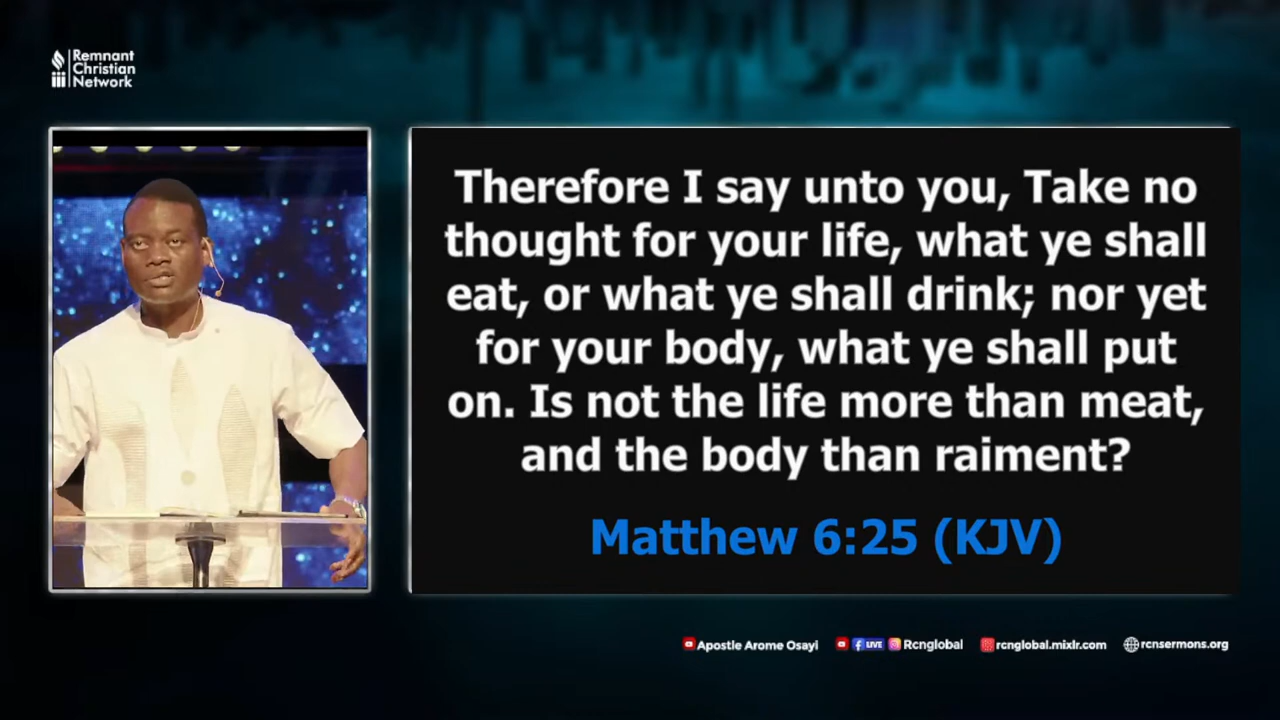 Remnant
Christian
Network
Therefore I say unto you, Take no
thought for your life, what ye shall
eat, or what ye shall drink; nor yet
for your body, what ye shall put
on. Is not the life more than meat,
and the body than raiment?
Matthew 6:25 (KJV)
Apostle Arome Osayi LIVE Rcnglobal rcnglobal.mixlr.com rcnsermons.org